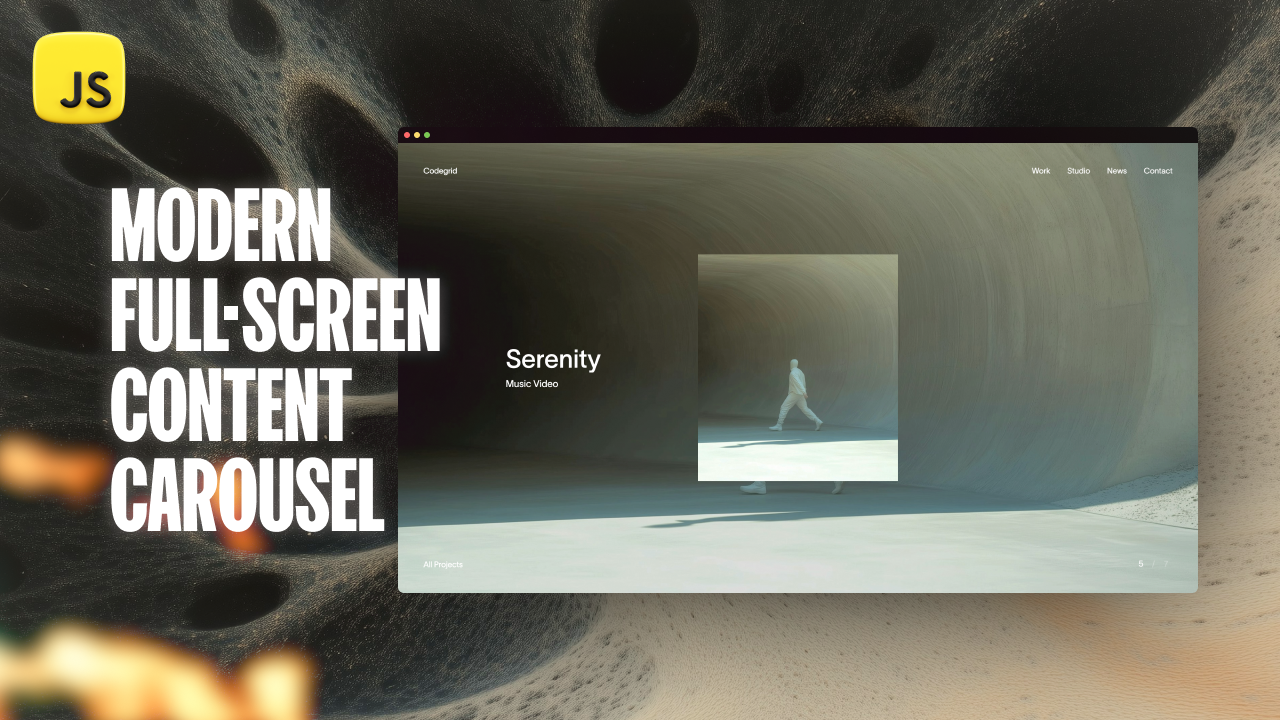 JS
MODERN
FULL-SCREEN
CONTENT
CAROUSEL
Codegrid
Work Studio News Contact
Serenity
Music Video
All Projects
5 / 7